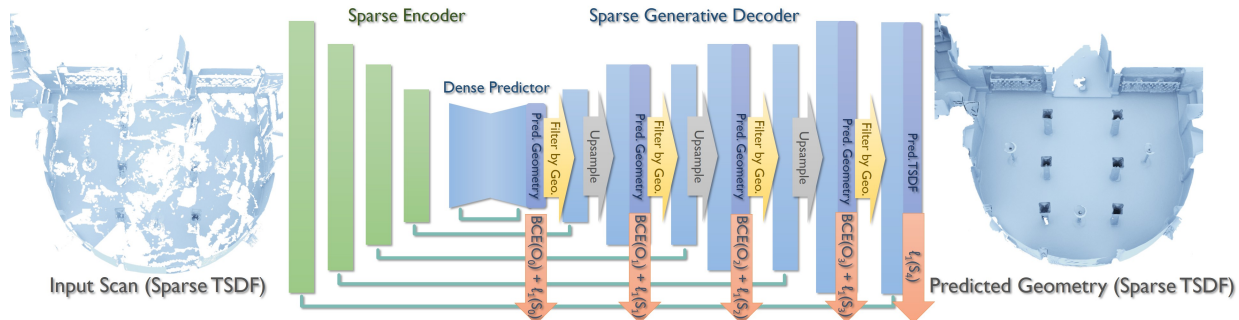 Sparse Encoder
Sparse Generative Decoder
Dense Predictor
Pred. Geometry
Filter by Geo.
Upsample
Pred. Geometry
Filter by Geo.
Upsample
Pred. Geometry
Filter by Geo.
Upsample
Pred. Geometry
Filter by Geo.
Pred. TSDF
BCE(O₀) + ℓ₁(S₀)
BCE(O₁) + ℓ₁(S₁)
BCE(O₂) + ℓ₁(S₂)
BCE(O₃) + ℓ₁(S₃)
ℓ₁(S₄)
Input Scan (Sparse TSDF)
Predicted Geometry (Sparse TSDF)